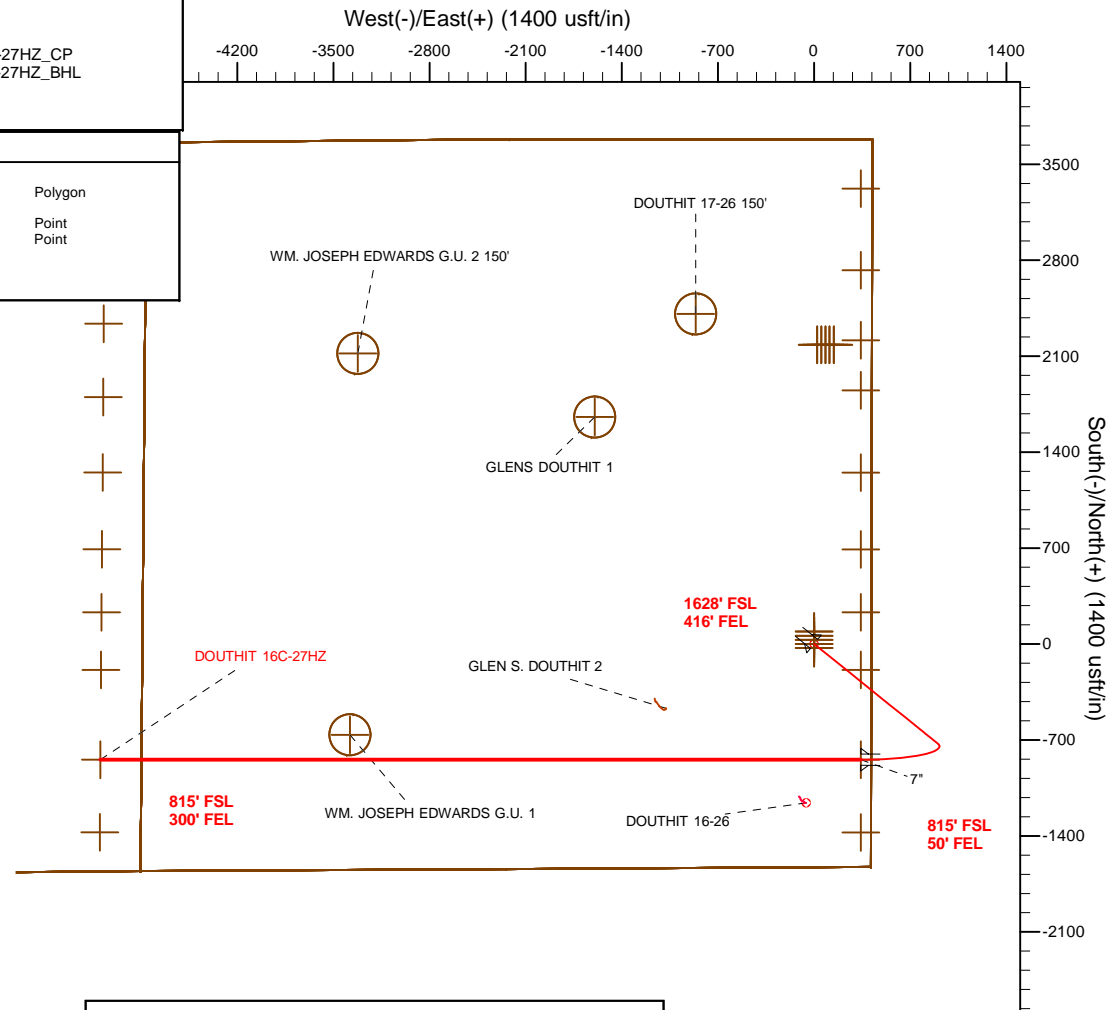 West(-)/East(+) (1400 usft/in)
-27HZ_CP
-27HZ_BHL
-4200 -3500 -2800 -2100 -1400 -700 0 700 1400
Polygon
Point
Point
3500
2800
2100
1400
700
0
-700
-1400
-2100
South(-)/North(+) (1400 usft/in)
DOUTHIT 17-26 150'
WM. JOSEPH EDWARDS G.U. 2 150'
GLENS DOUTHIT 1
1628' FSL
416' FEL
DOUTHIT 16C-27HZ
GLEN S. DOUTHIT 2
7"
815' FSL
300' FEL
WM. JOSEPH EDWARDS G.U. 1
DOUTHIT 16-26
815' FSL
50' FEL